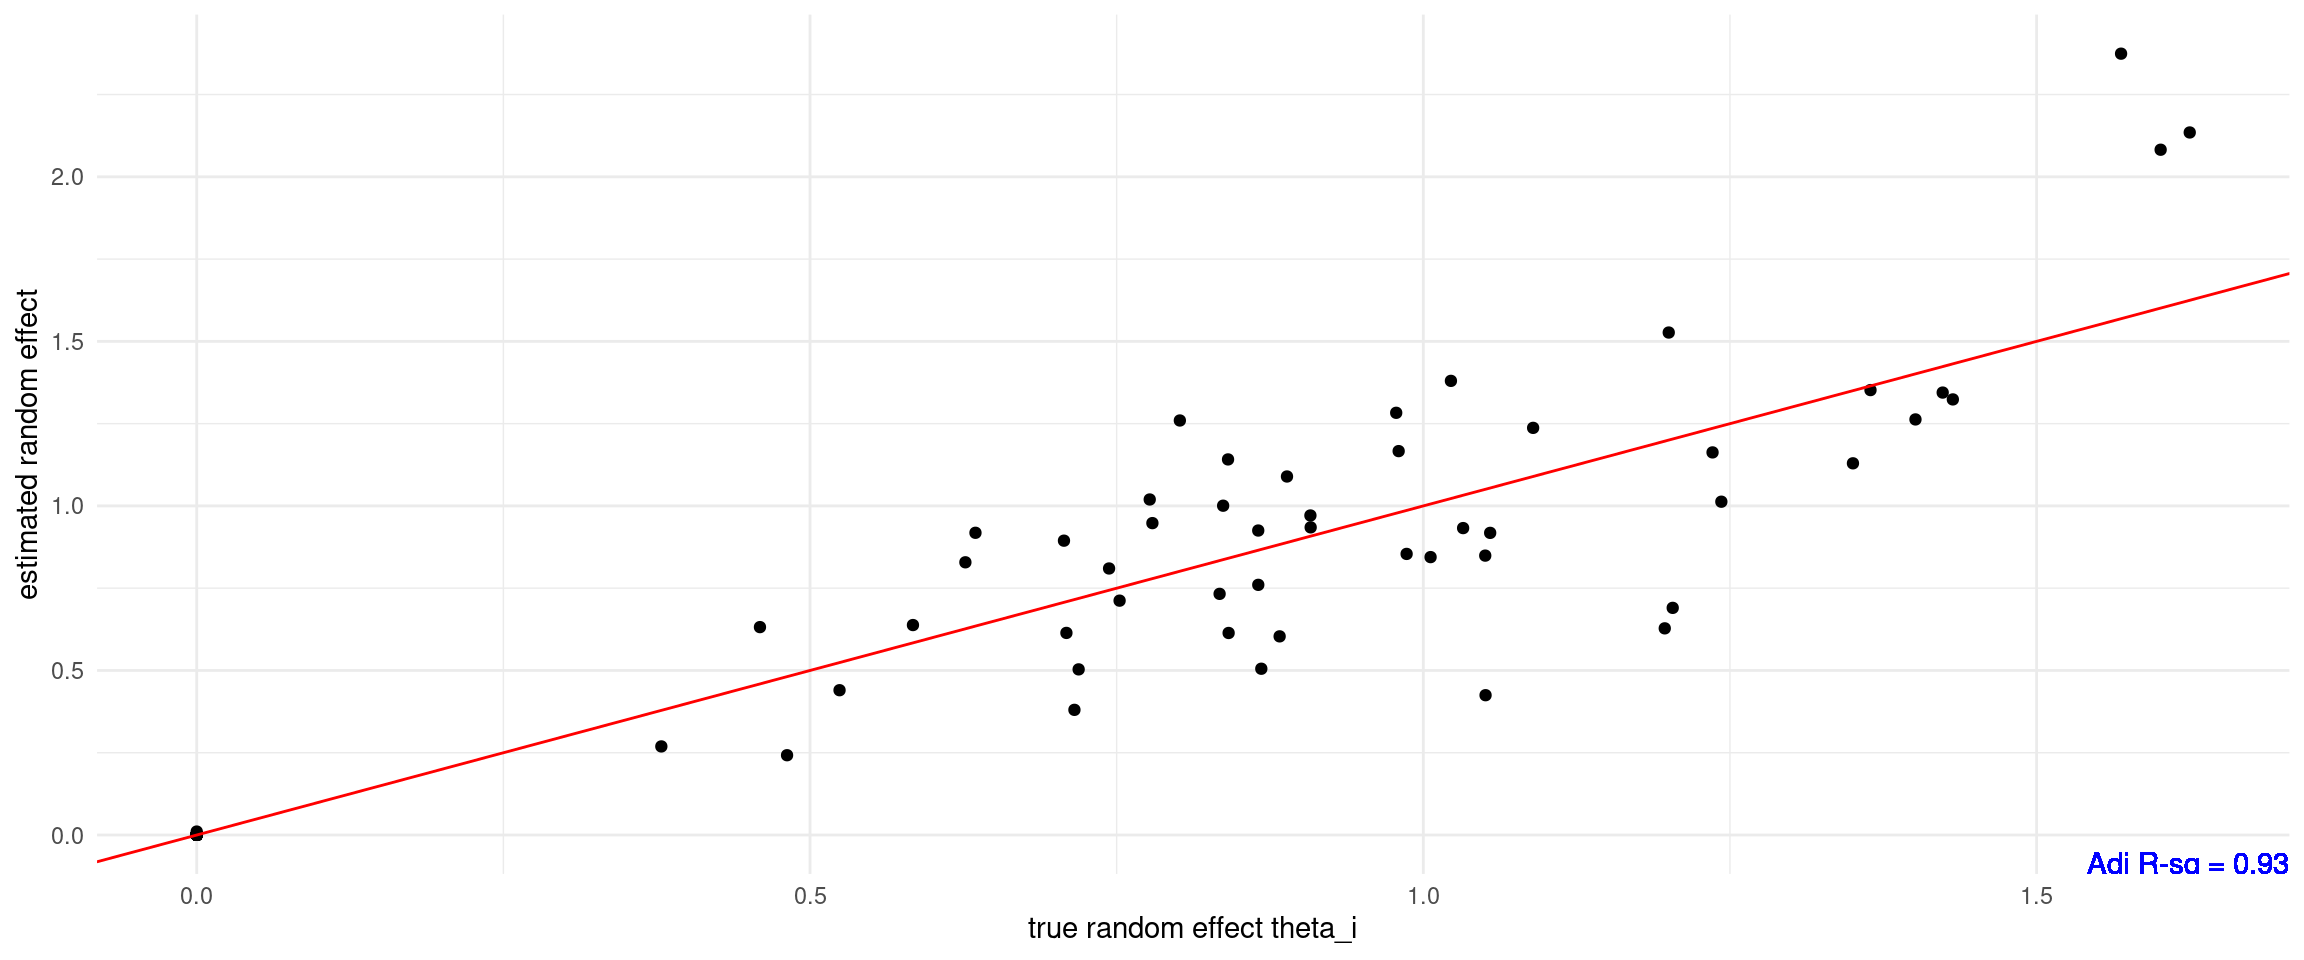 estimated random effect
2.0
1.5
1.0
0.5
0.0
Adj R-sq = 0.93
0.0 0.5 1.0 1.5
true random effect theta_i